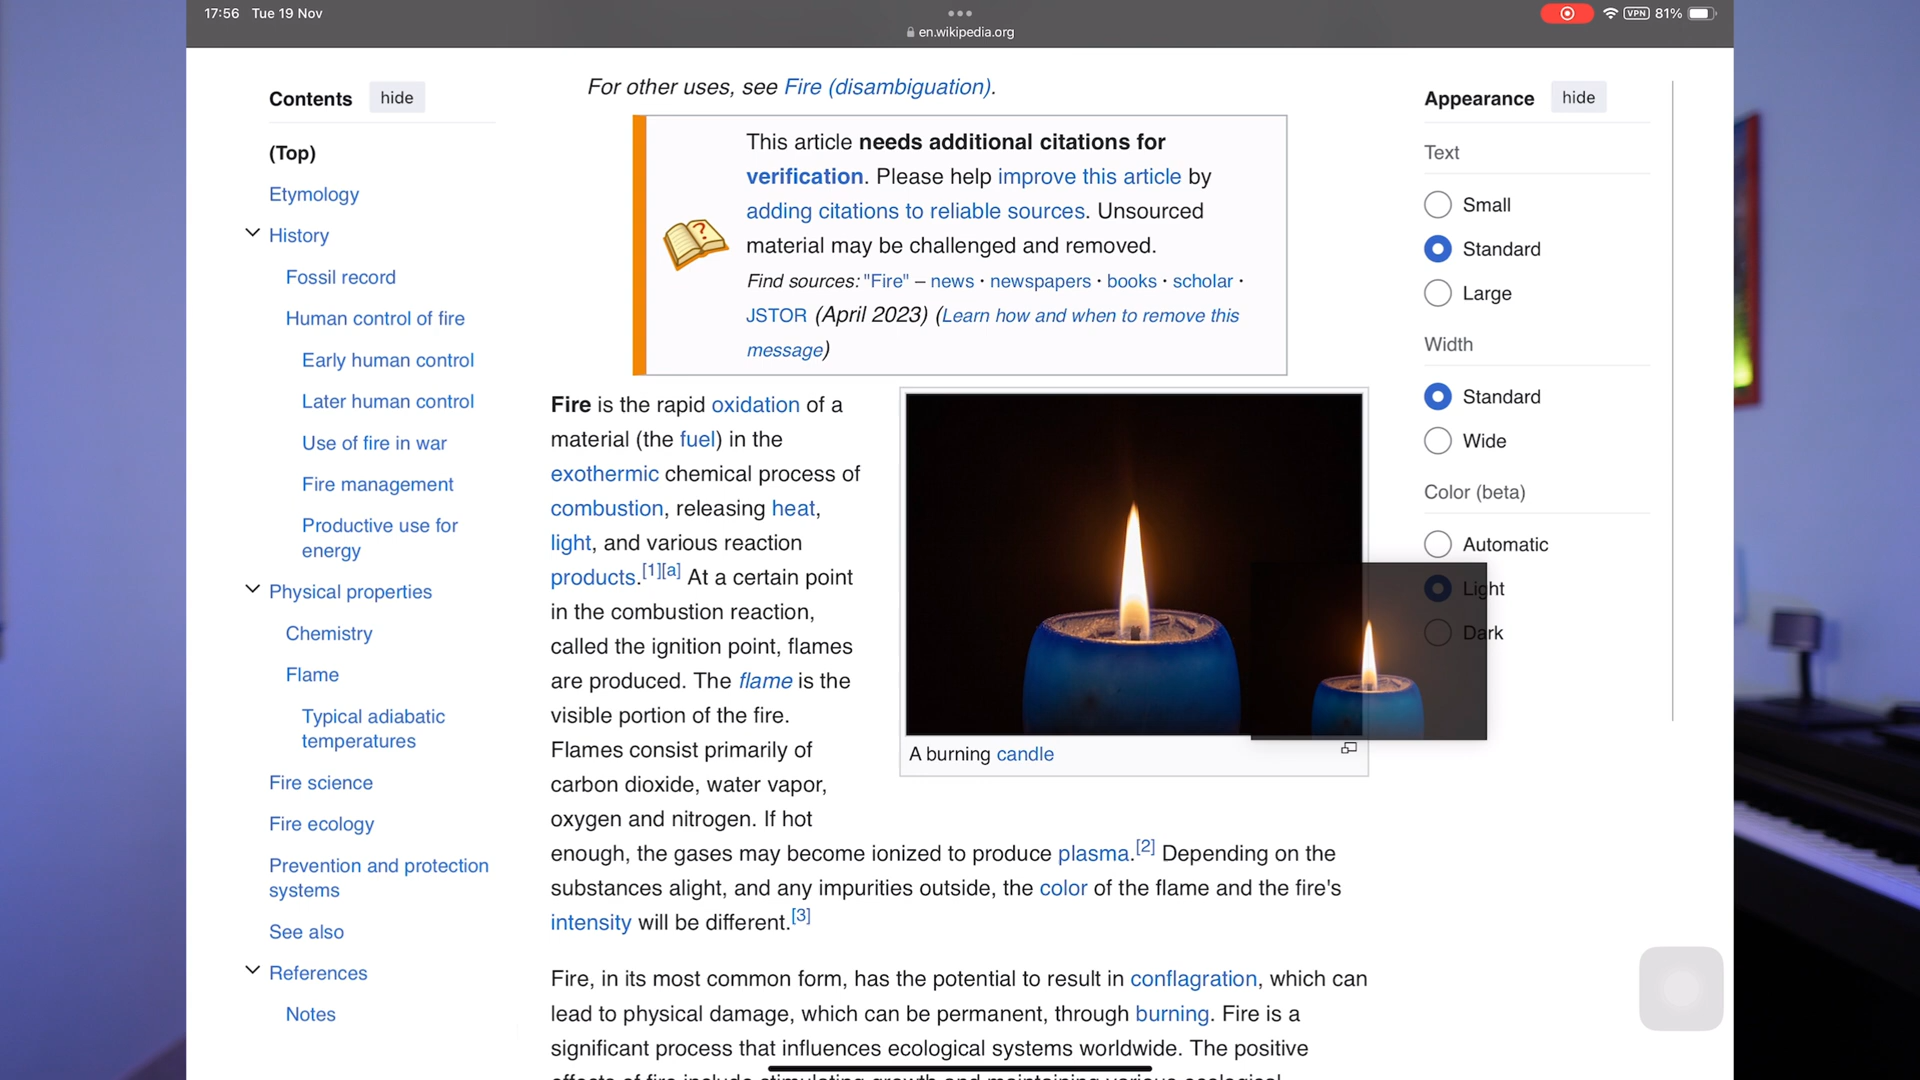 17:56 Tue 19 Nov
en.wikipedia.org
VPN 81%
Contents hide
(Top)
Etymology
History
Fossil record
Human control of fire
Early human control
Later human control
Use of fire in war
Fire management
Productive use for
energy
Physical properties
Chemistry
Flame
Typical adiabatic
temperatures
Fire science
Fire ecology
Prevention and protection
systems
See also
References
Notes
For other uses, see Fire (disambiguation).
This article needs additional citations for
verification. Please help improve this article by
adding citations to reliable sources. Unsourced
material may be challenged and removed.
Find sources: "Fire" – news · newspapers · books · scholar ·
JSTOR (April 2023) (Learn how and when to remove this
message)
Fire is the rapid oxidation of a
material (the fuel) in the
exothermic chemical process of
combustion, releasing heat,
light, and various reaction
products.[1][a] At a certain point
in the combustion reaction,
called the ignition point, flames
are produced. The flame is the
visible portion of the fire.
Flames consist primarily of
carbon dioxide, water vapor,
oxygen and nitrogen. If hot
enough, the gases may become ionized to produce plasma.[2] Depending on the
substances alight, and any impurities outside, the color of the flame and the fire's
intensity will be different.[3]
A burning candle
Fire, in its most common form, has the potential to result in conflagration, which can
lead to physical damage, which can be permanent, through burning. Fire is a
significant process that influences ecological systems worldwide. The positive
effects of fire include stimulating growth and maintaining various ecological
Appearance hide
Text
Small
Standard
Large
Width
Standard
Wide
Color (beta)
Automatic
Light
Dark